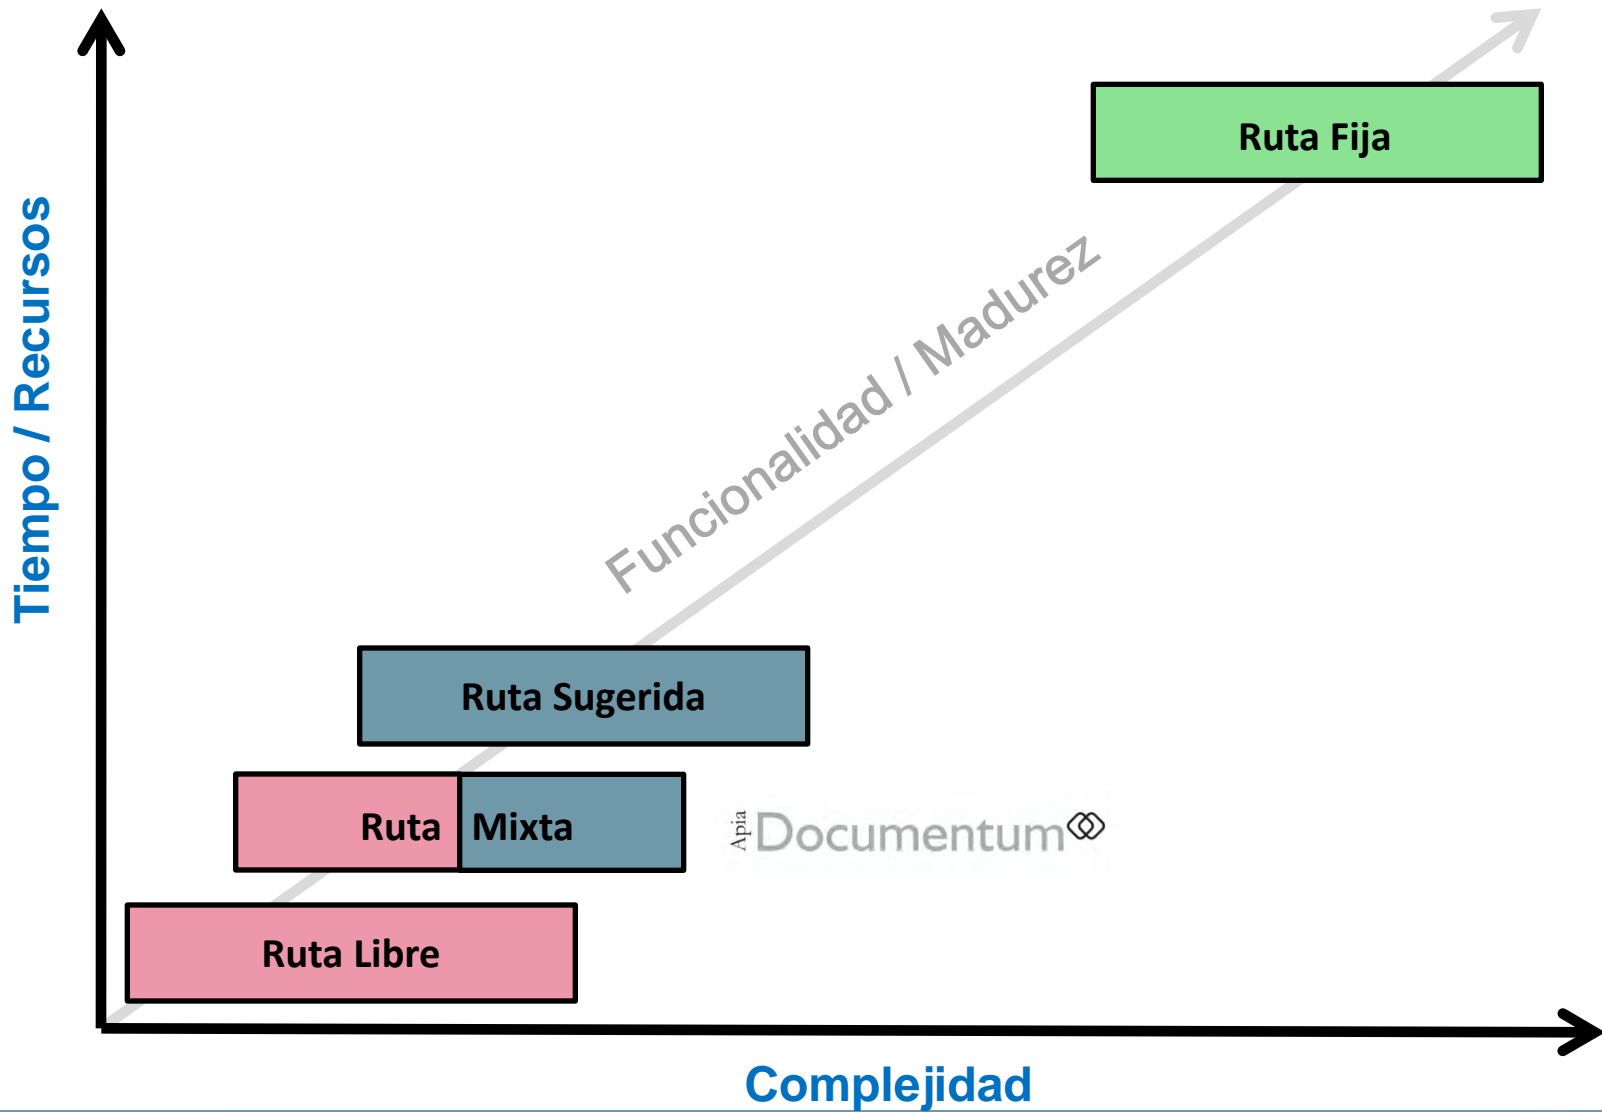 Ruta Fija
Tiempo / Recursos
Funcionalidad / Madurez
Ruta Sugerida
Ruta Mixta
Apia Documentum
Ruta Libre
Complejidad